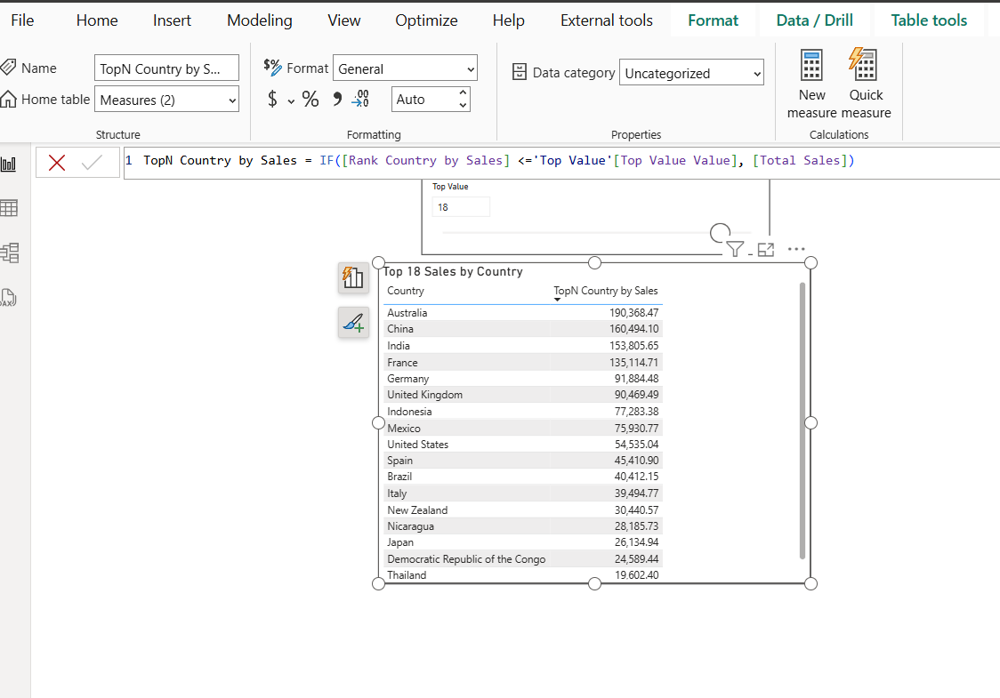 File Home Insert Modeling View Optimize Help External tools Format Data / Drill Table tools
Name TopN Country by S... $% Format General Data category Uncategorized
Home table Measures (2) $ % , .00 Auto New measure Quick measure
Structure Formatting Properties Calculations
1 TopN Country by Sales = IF([Rank Country by Sales] <='Top Value'[Top Value Value], [Total Sales])
Top Value
18
Top 18 Sales by Country
Country TopN Country by Sales
Australia 190,368.47
China 160,494.10
India 153,805.65
France 135,114.71
Germany 91,884.48
United Kingdom 90,469.49
Indonesia 77,283.38
Mexico 75,930.77
United States 54,535.04
Spain 45,410.90
Brazil 40,412.15
Italy 39,494.77
New Zealand 30,440.57
Nicaragua 28,185.73
Japan 26,134.94
Democratic Republic of the Congo 24,589.44
Thailand 19,602.40